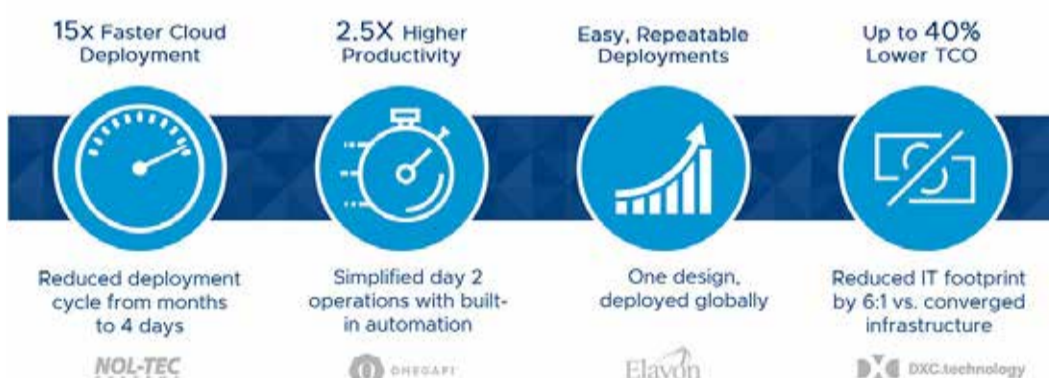 15x Faster Cloud
Deployment
2.5X Higher
Productivity
Easy, Repeatable
Deployments
Up to 40%
Lower TCO
Reduced deployment
cycle from months
to 4 days
Simplified day 2
operations with built-
in automation
One design,
deployed globally
Reduced IT footprint
by 6:1 vs. converged
infrastructure
NOL-TEC
Elavon
DXC.technology